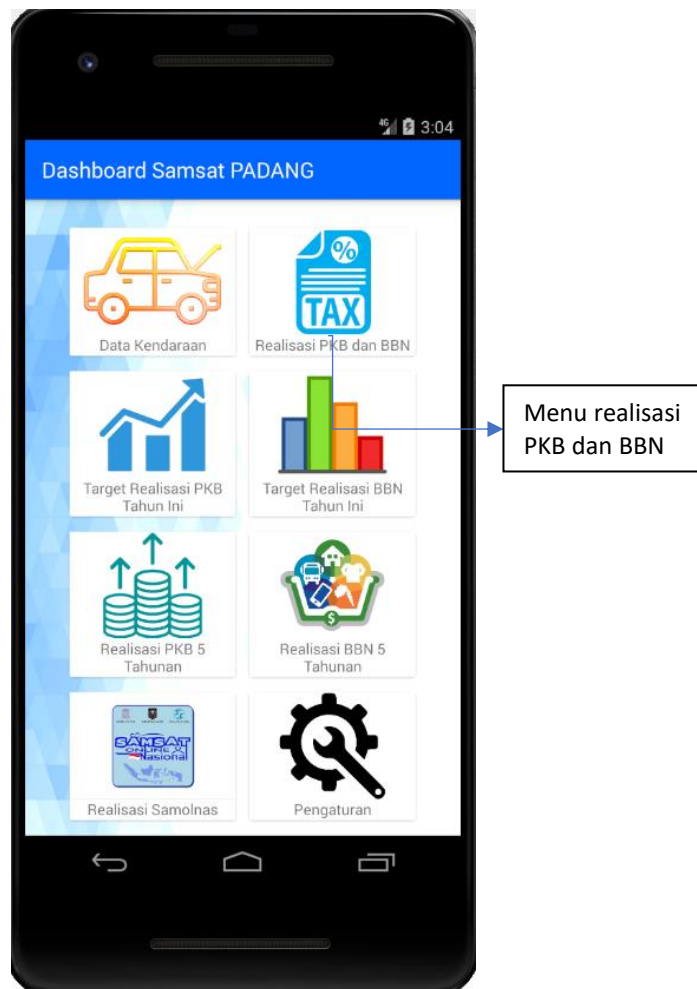 4G 3:04
Dashboard Samsat PADANG
%
TAX
Data Kendaraan
Realisasi PKB dan BBN
Menu realisasi
PKB dan BBN
Target Realisasi PKB
Tahun Ini
Target Realisasi BBN
Tahun Ini
$
Realisasi PKB 5
Tahunan
Realisasi BBN 5
Tahunan
SAMSAT
ONLINE
Nasional
Realisasi Samolnas
Pengaturan